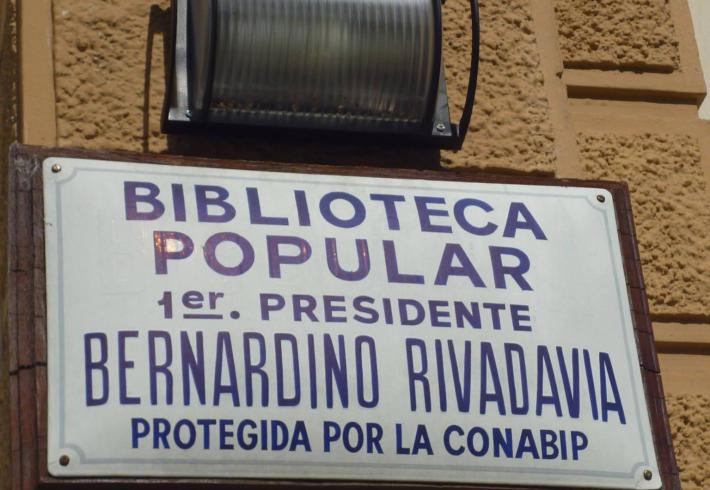 BIBLIOTECA
POPULAR
1er. PRESIDENTE
BERNARDINO RIVADAVIA
PROTEGIDA POR LA CONABIP